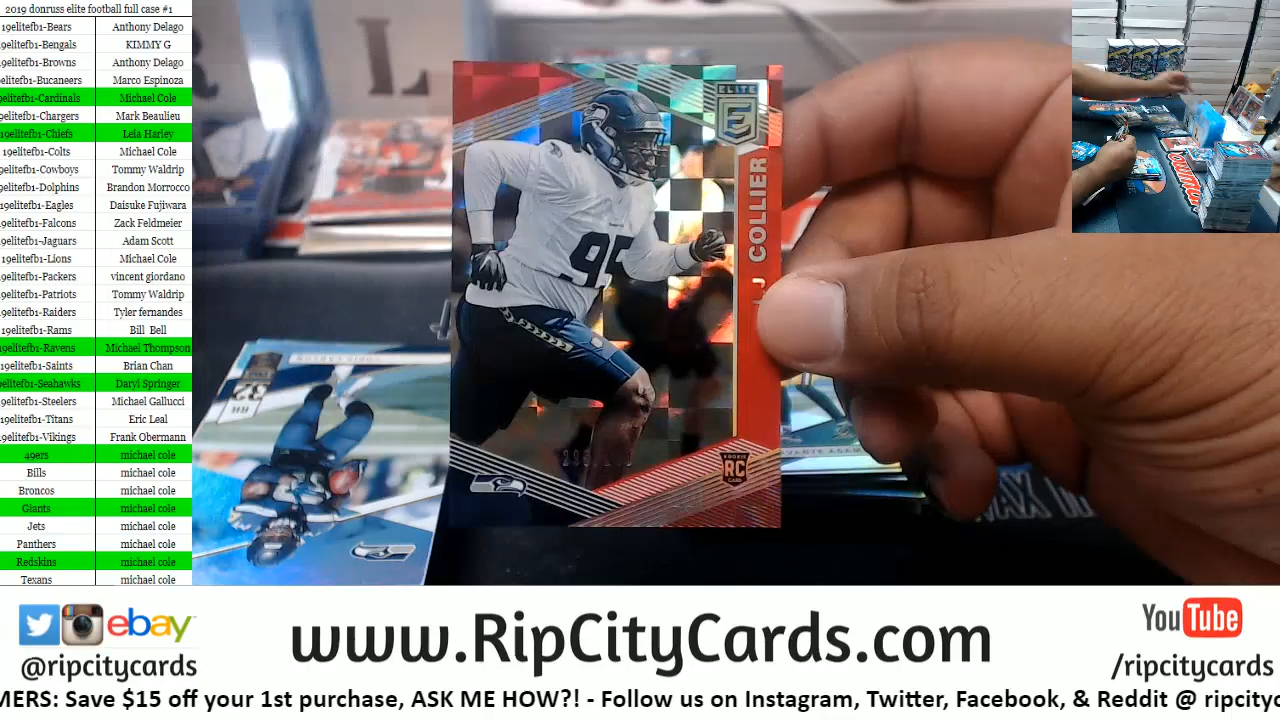 2019 donruss elite football full case #1
19elitefb1-Bears Anthony Delago
19elitefb1-Bengals KIMMY G
19elitefb1-Browns Anthony Delago
elitefb1-Bucaneers Marco Espinoza
elitefb1-Cardinals Michael Cole
elitefb1-Chargers Mark Beaulieu
19elitefb1-Chiefs Leia Harley
19elitefb1-Colts Michael Cole
elitefb1-Cowboys Tommy Waldrip
elitefb1-Dolphins Brandon Morrocco
19elitefb1-Eagles Daisuke Fujiwara
19elitefb1-Falcons Zack Feldmeier
9elitefb1-Jaguars Adam Scott
19elitefb1-Lions Michael Cole
9elitefb1-Packers vincent giordano
9elitefb1-Patriots Tommy Waldrip
19elitefb1-Raiders Tyler fernandes
19elitefb1-Rams Bill Bell
19elitefb1-Ravens Michael Thompson
19elitefb1-Saints Brian Chan
elitefb1-Seahawks Daryl Springer
9elitefb1-Steelers Michael Gallucci
19elitefb1-Titans Eric Leal
9elitefb1-Vikings Frank Obermann
49ers michael cole
Bills michael cole
Broncos michael cole
Giants michael cole
Jets michael cole
Panthers michael cole
Redskins michael cole
Texans michael cole
ELITE
E
J COLLIER
95
ROOKIE
RC
CARD
32
RB
ebay
@ripcitycards
www.RipCityCards.com
YouTube
/ripcitycards
MERS: Save $15 off your 1st purchase, ASK ME HOW?! - Follow us on Instagram, Twitter, Facebook, & Reddit @ ripcityc